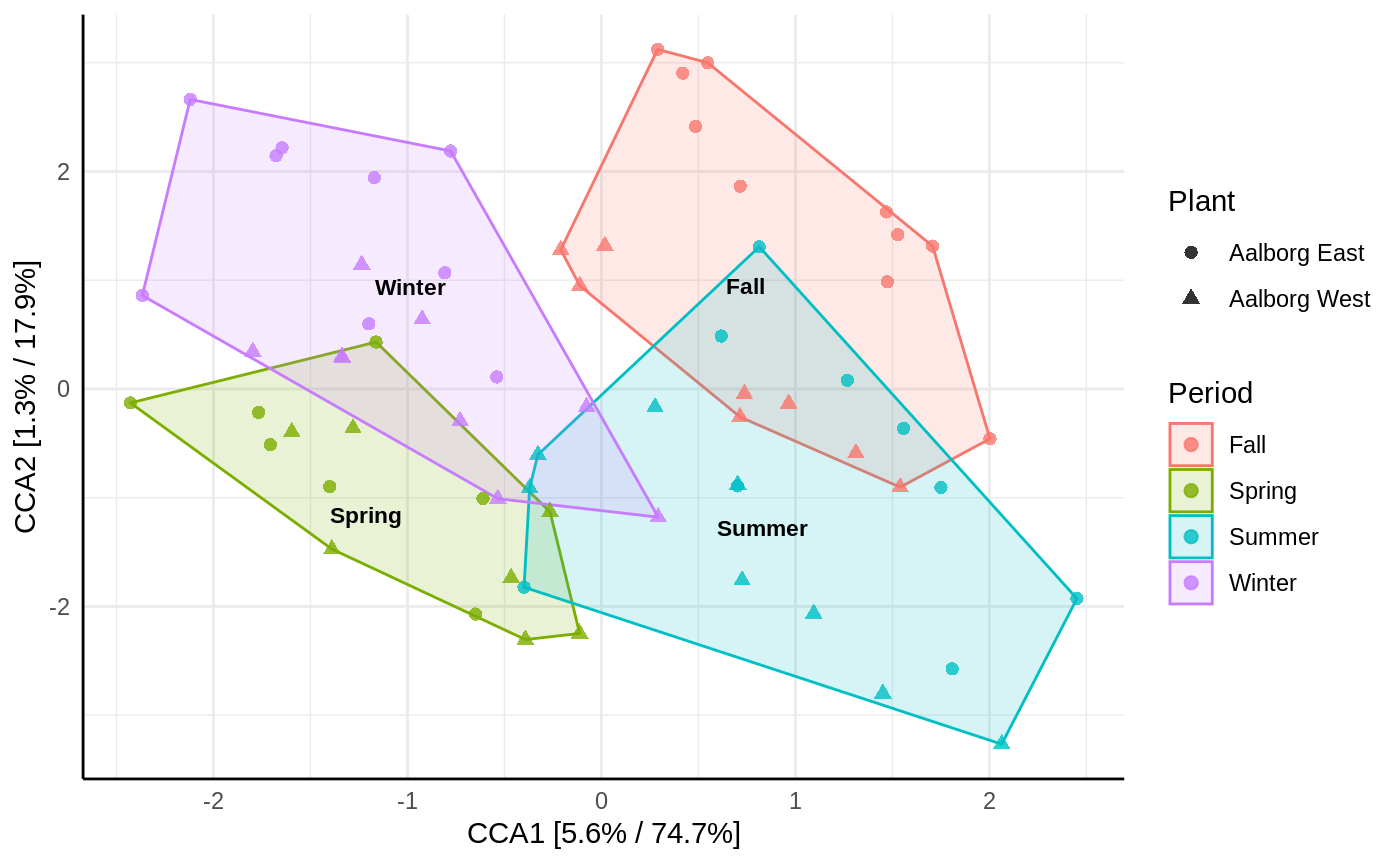 2
0
-2
-2
-1
0
1
2
CCA1 [5.6% / 74.7%]
CCA2 [1.3% / 17.9%]
Winter
Fall
Spring
Summer
Plant
Aalborg East
Aalborg West
Period
Fall
Spring
Summer
Winter